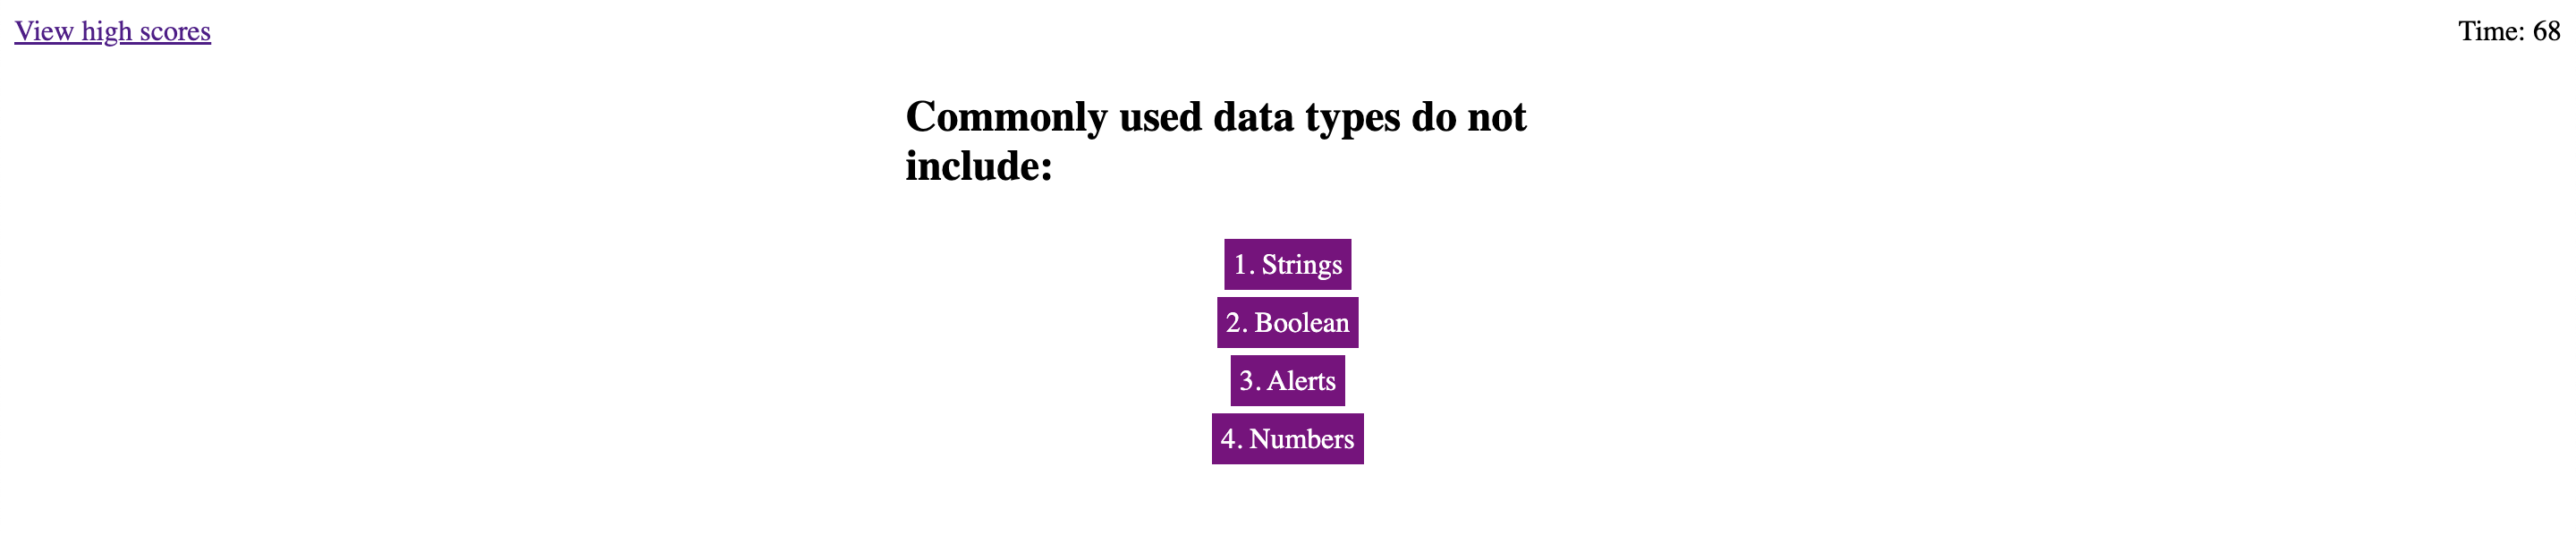 View high scores
Time: 68
Commonly used data types do not
include:
1. Strings
2. Boolean
3. Alerts
4. Numbers